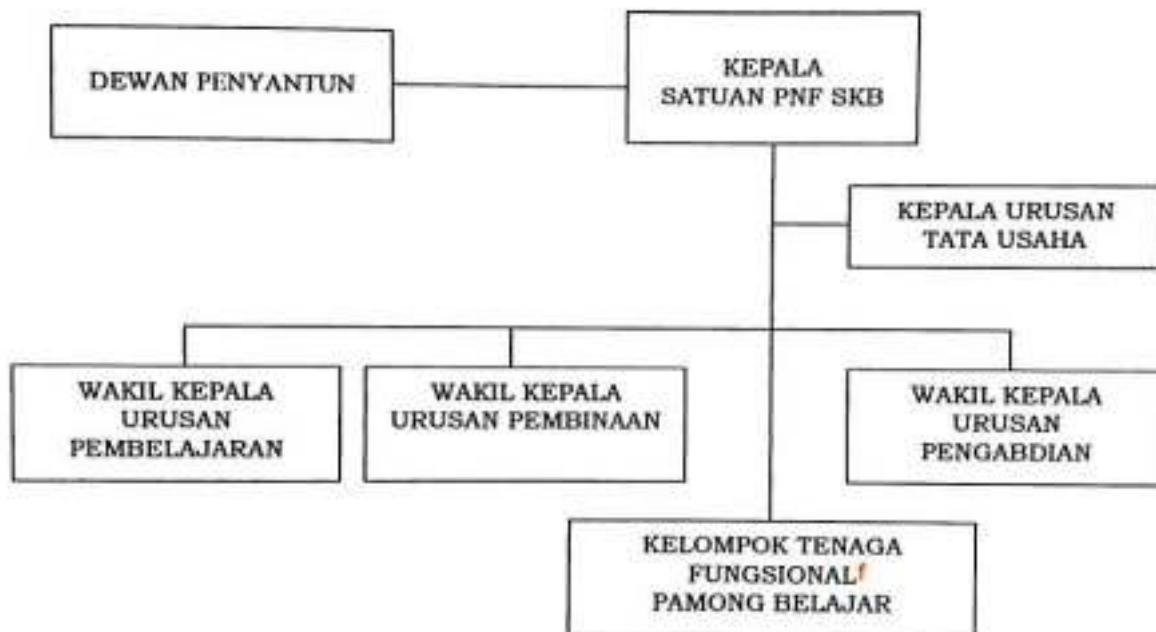 DEWAN PENYANTUN
KEPALA
SATUAN PNF SKB
KEPALA URUSAN
TATA USAHA
WAKIL KEPALA
URUSAN
PEMBELAJARAN
WAKIL KEPALA
URUSAN PEMBINAAN
WAKIL KEPALA
URUSAN
PENGABDIAN
KELOMPOK TENAGA
FUNGSIONAL
PAMONG BELAJAR